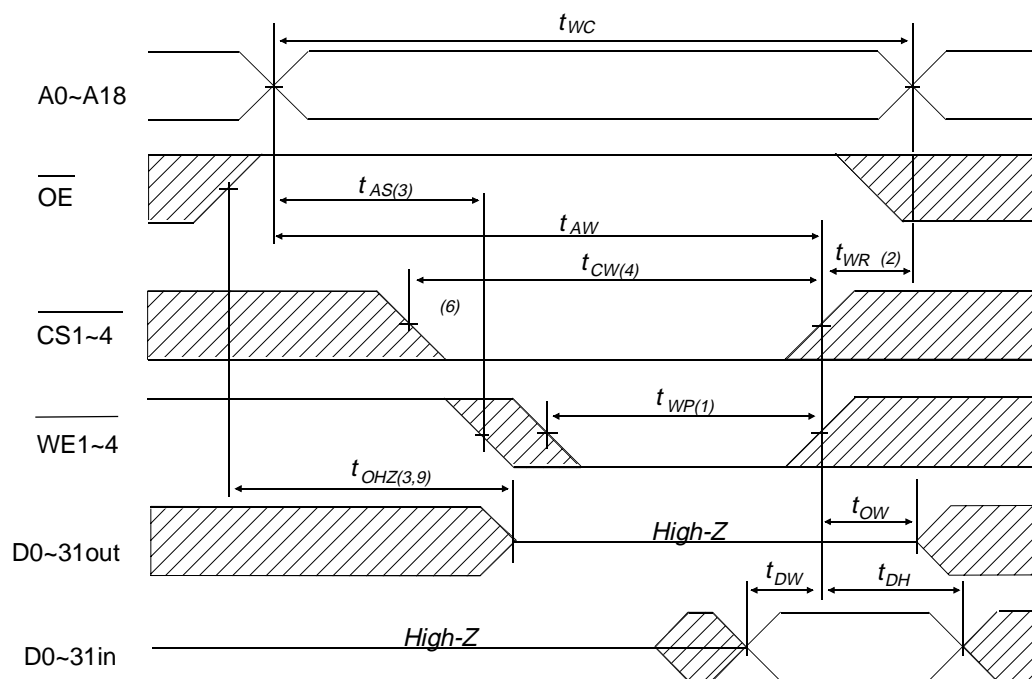 tWC
A0~A18
OE
tAS(3)
tAW
tWR (2)
tCW(4)
(6)
CS1~4
tWP(1)
WE1~4
tOHZ(3,9)
tOW
High-Z
D0~31out
tDW
tDH
High-Z
D0~31in